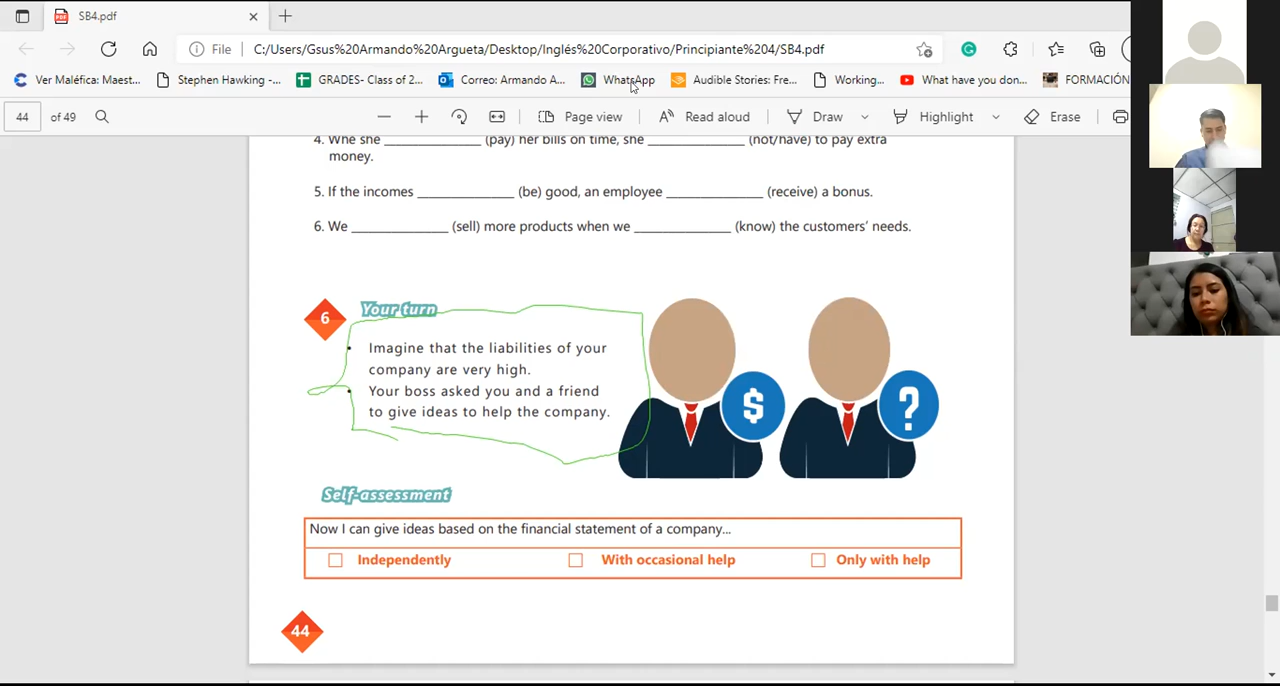 SB4.pdf
File C:/Users/Gsus%20Armando%20Argueta/Desktop/Inglés%20Corporativo/Principiante%204/SB4.pdf
Ver Maléfica: Maest... Stephen Hawking -... GRADES- Class of 2... Correo: Armando A... WhatsApp Audible Stories: Fre... Working... What have you don... FORMACIÓN
44 of 49 Page view Read aloud Draw Highlight Erase
4. Whe she ______________ (pay) her bills on time, she ______________ (not/have) to pay extra
money.
5. If the incomes ______________ (be) good, an employee ______________ (receive) a bonus.
6. We ______________ (sell) more products when we ______________ (know) the customers' needs.
6 Your turn
• Imagine that the liabilities of your
company are very high.
• Your boss asked you and a friend
to give ideas to help the company.
$ ?
Self-assessment
Now I can give ideas based on the financial statement of a company...
Independently With occasional help Only with help
44